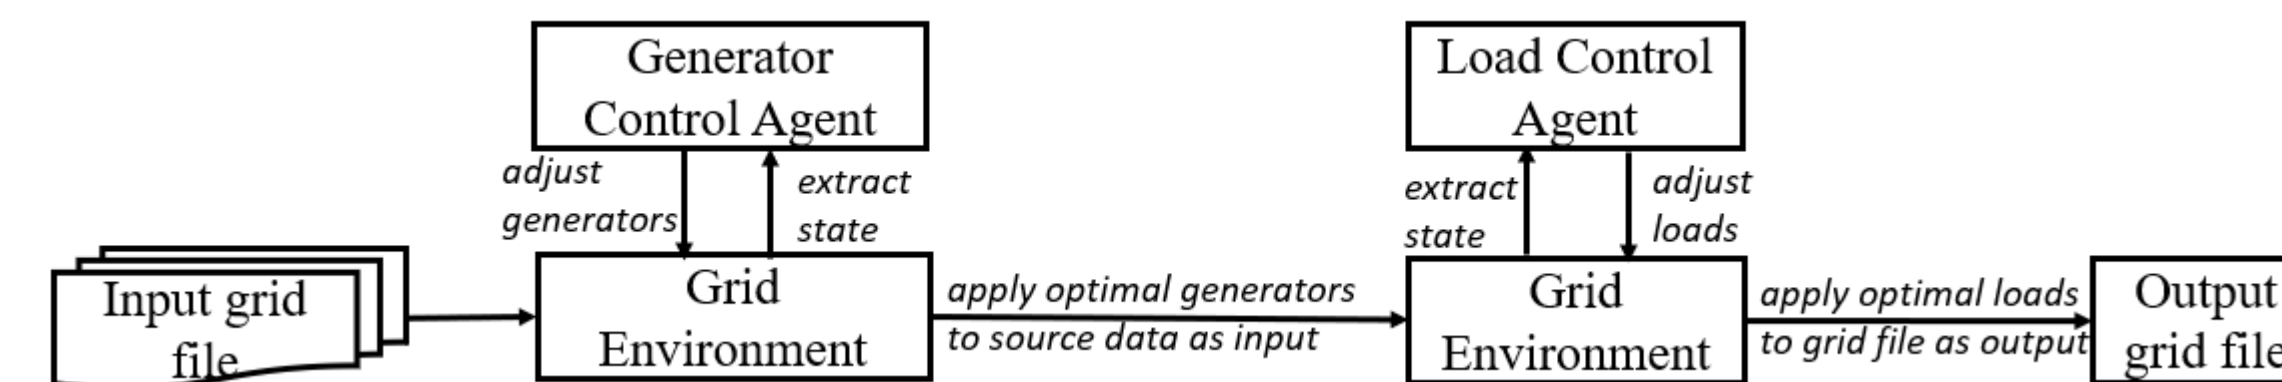 Generator
Control Agent
Load Control
Agent
adjust
generators
extract
state
extract
state
adjust
loads
Input grid
file
Grid
Environment
apply optimal generators
to source data as input
Grid
Environment
apply optimal loads
to grid file as output
Output
grid file